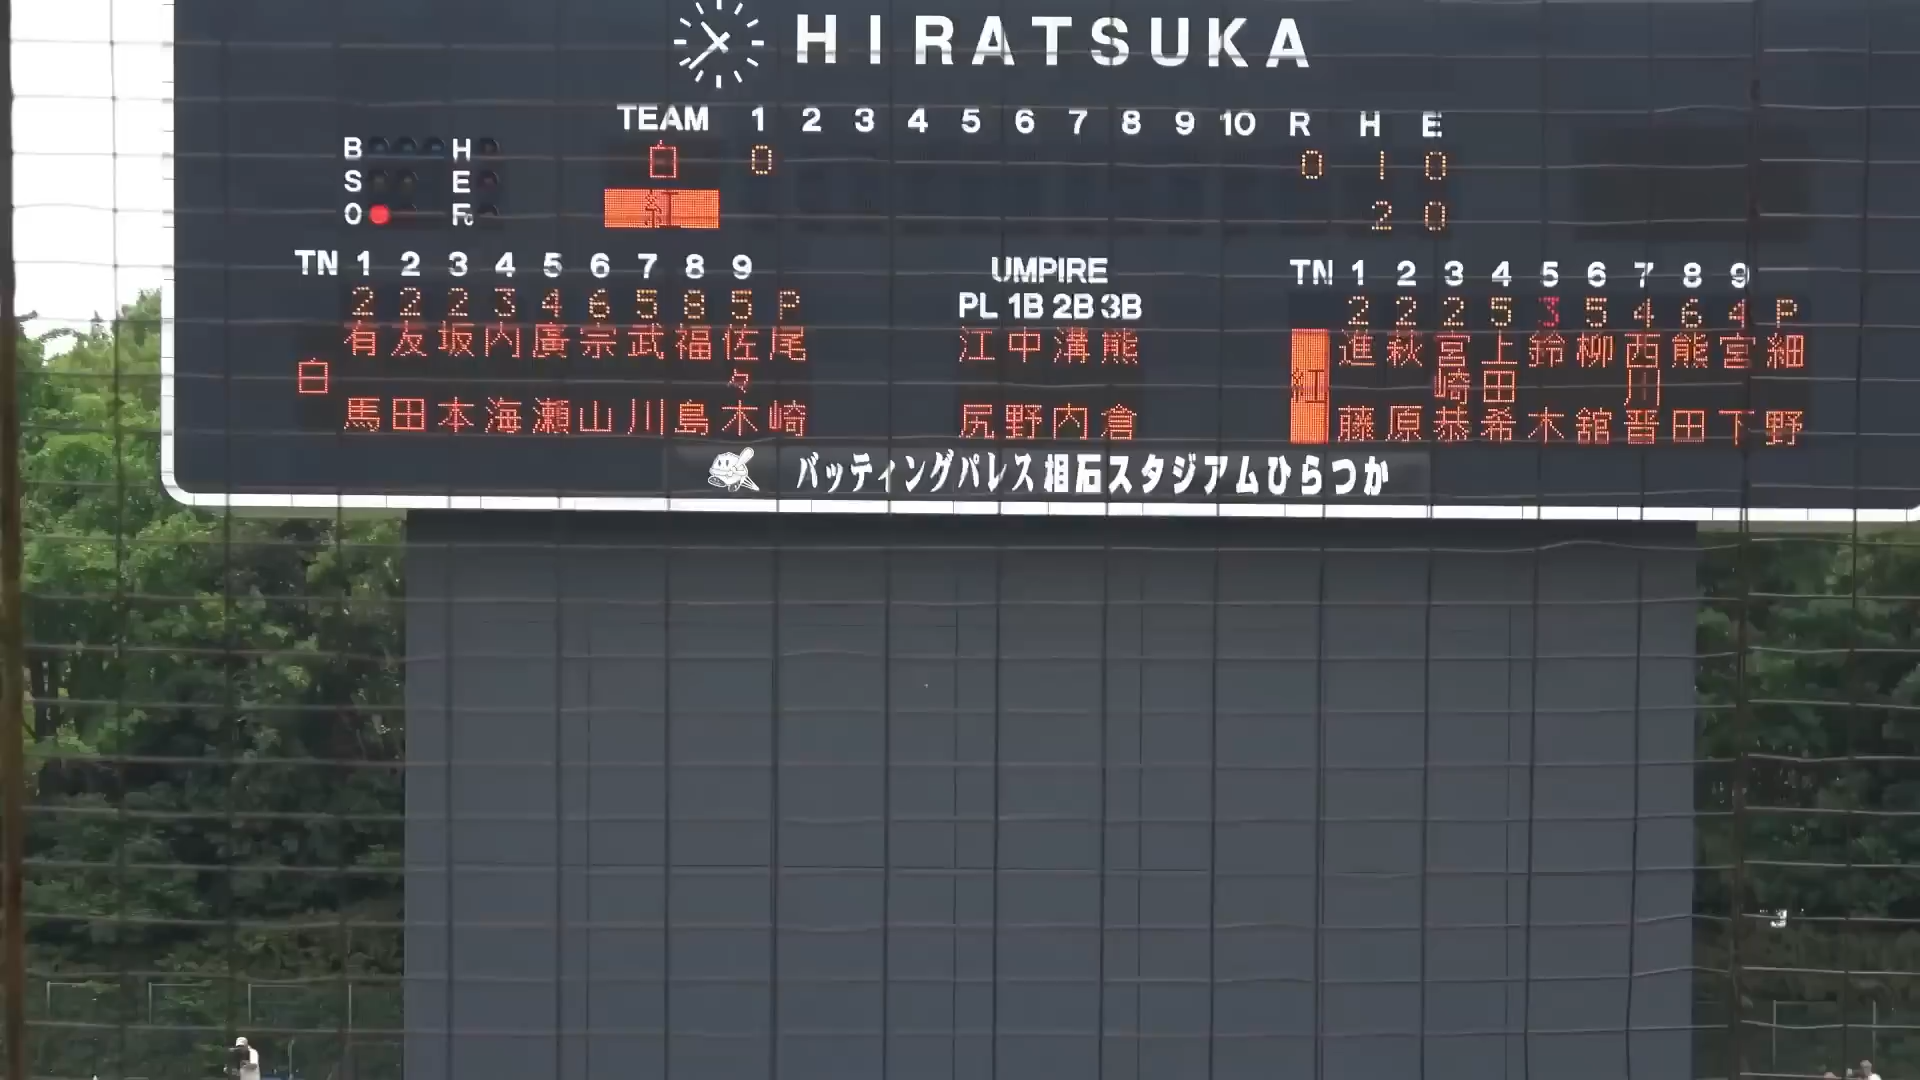 HIRATSUKA
TEAM 1 2 3 4 5 6 7 8 9 10 R H E
B H
白 0 0 1 0
S E
O Fc
紅 2 0
TN 1 2 3 4 5 6 7 8 9
2 2 2 3 4 6 5 8 5 P
白 有馬 友田 坂本 内海 廣瀬 宗山 武川 福島 佐々木 尾崎
UMPIRE
PL 1B 2B 3B
江尻 中野 溝内 熊倉
TN 1 2 3 4 5 6 7 8 9
2 2 2 5 3 5 4 6 4 P
紅 進藤 萩原 宮崎恭 上田希 鈴木 柳舘 西川晋 熊田 宮下 細野
バッティングパレス相石スタジアムひらつか